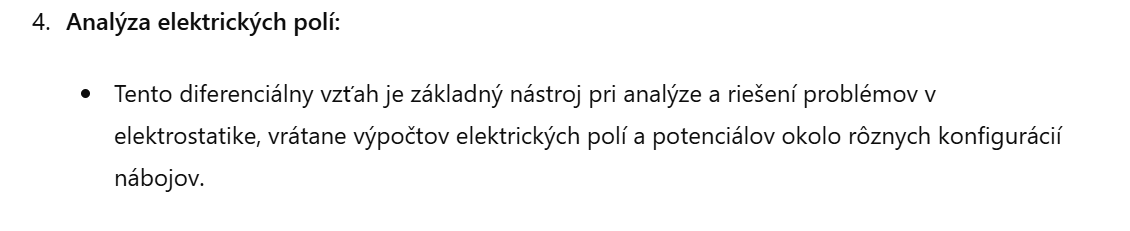 4. Analýza elektrických polí:
• Tento diferenciálny vzťah je základný nástroj pri analýze a riešení problémov v
elektrostatike, vrátane výpočtov elektrických polí a potenciálov okolo rôznych konfigurácií
nábojov.